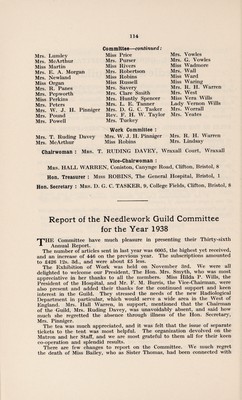 114
Committee—continued:
Mrs. Lumley Miss Price Mrs. Vowles
Mrs. McArthur Mrs. Purser Mrs. G. Vowles
Miss Martin Miss Rivers Miss Wadmore
Mrs. E. A. Morgan Mrs. Robertson Mrs. Wall
Mrs. Newland Miss Robins Miss Ward
Miss Organ Miss Russell Miss Waring
Mrs. R. Panes Mrs. Savery Mrs. R. H. Warren
Mrs. Pepworth Mrs. Clare Smith Miss West
Miss Perkins Mrs. Huntly Spencer Miss Vera Wills
Mrs. Peters Mrs. L. E. Tanner Lady Vernon Wills
Mrs. W. J. H. Pinniger Mrs. D. G. C. Tasker Mrs. Worrall
Mrs. Pound Rev. F. H. W. Taylor Mrs. Yeates
Mrs. Powell Mrs. Tuckey
Work Committee:
Mrs. T. Ruding Davey Mrs. W. J. H. Pinniger Mrs. R. H. Warren
Mrs. McArthur Miss Robins Mrs. Lindsay
Chairwoman: Mrs. T. RUDING DAVEY, Wraxall Court, Wraxall
Vice-Chairwoman:
Mrs. HALL WARREN, Coniston, Canynge Road, Clifton, Bristol, 8
Hon. Treasurer: Miss ROBINS, The General Hospital, Bristol, 1
Hon. Secretary: Mrs. D. G. C. TASKER, 9, College Fields, Clifton, Bristol, 8
Report of the Needlework Guild Committee
for the Year 1938
THE Committee have much pleasure in presenting their Thirty-sixth
Annual Report.
The number of articles sent in last year was 6095, the highest yet received,
and an increase of 446 on the previous year. The subscriptions amounted
to £426 12s. 8d., and were about £5 less.
The Exhibition of Work was held on November 3rd. We were all
delighted to welcome our President, The Hon. Mrs. Smyth, who was most
appreciative in her thanks to all the members. Miss Hilda P. Wills, the
President of the Hospital, and Mr. F. M. Burris, the Vice-Chairman, were
also present and added their thanks for the continued support and keen
interest in the Guild. They stressed the needs of the new Radiological
Department in particular, which would serve a wide area in the West of
England. Mrs. Hall Warren, in support, mentioned that the Chairman
of the Guild, Mrs. Ruding Davey, was unavoidably absent, and said how
much she regretted the absence through illness of the Hon. Secretary,
Mrs. Pinniger.
The tea was much appreciated, and it was felt that the issue of separate
tickets to the tent was most helpful. The organization devolved on the
Matron and her Staff, and we are most grateful to them all for their keen
co-operation and splendid results.
There are few changes to report on the Committee. We much regret
the death of Miss Bailey, who as Sister Thomas, had been connected with